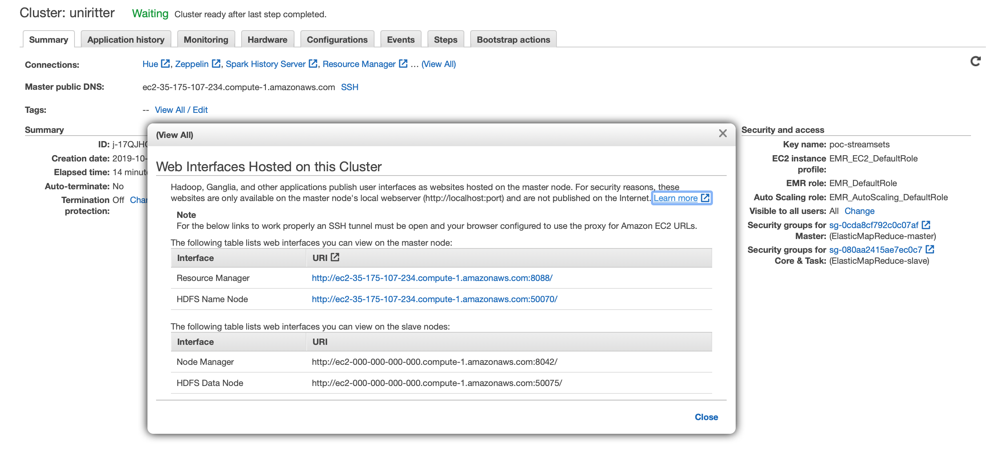 Cluster: uniritter Waiting Cluster ready after last step completed.
Summary Application history Monitoring Hardware Configurations Events Steps Bootstrap actions
Connections: Hue , Zeppelin , Spark History Server , Resource Manager ... (View All)
Master public DNS: ec2-35-175-107-234.compute-1.amazonaws.com SSH
Tags: -- View All / Edit
Summary
ID: j-17QJH
Creation date: 2019-10-
Elapsed time: 14 minut
Auto-terminate: No
Termination Off Chan
protection:
(View All)
Web Interfaces Hosted on this Cluster
Hadoop, Ganglia, and other applications publish user interfaces as websites hosted on the master node. For security reasons, these
websites are only available on the master node's local webserver (http://localhost:port) and are not published on the Internet. Learn more
Note
For the below links to work properly an SSH tunnel must be open and your browser configured to use the proxy for Amazon EC2 URLs.
The following table lists web interfaces you can view on the master node:
Interface URI
Resource Manager http://ec2-35-175-107-234.compute-1.amazonaws.com:8088/
HDFS Name Node http://ec2-35-175-107-234.compute-1.amazonaws.com:50070/
The following table lists web interfaces you can view on the slave nodes:
Interface URI
Node Manager http://ec2-000-000-000-000.compute-1.amazonaws.com:8042/
HDFS Data Node http://ec2-000-000-000-000.compute-1.amazonaws.com:50075/
Close
Security and access
Key name: poc-streamsets
EC2 instance EMR_EC2_DefaultRole
profile:
EMR role: EMR_DefaultRole
Auto Scaling role: EMR_AutoScaling_DefaultRole
Visible to all users: All Change
Security groups for sg-0cda8cf792c0c07af
Master: (ElasticMapReduce-master)
Security groups for sg-080aa2415ae7ec0c7
Core & Task: (ElasticMapReduce-slave)